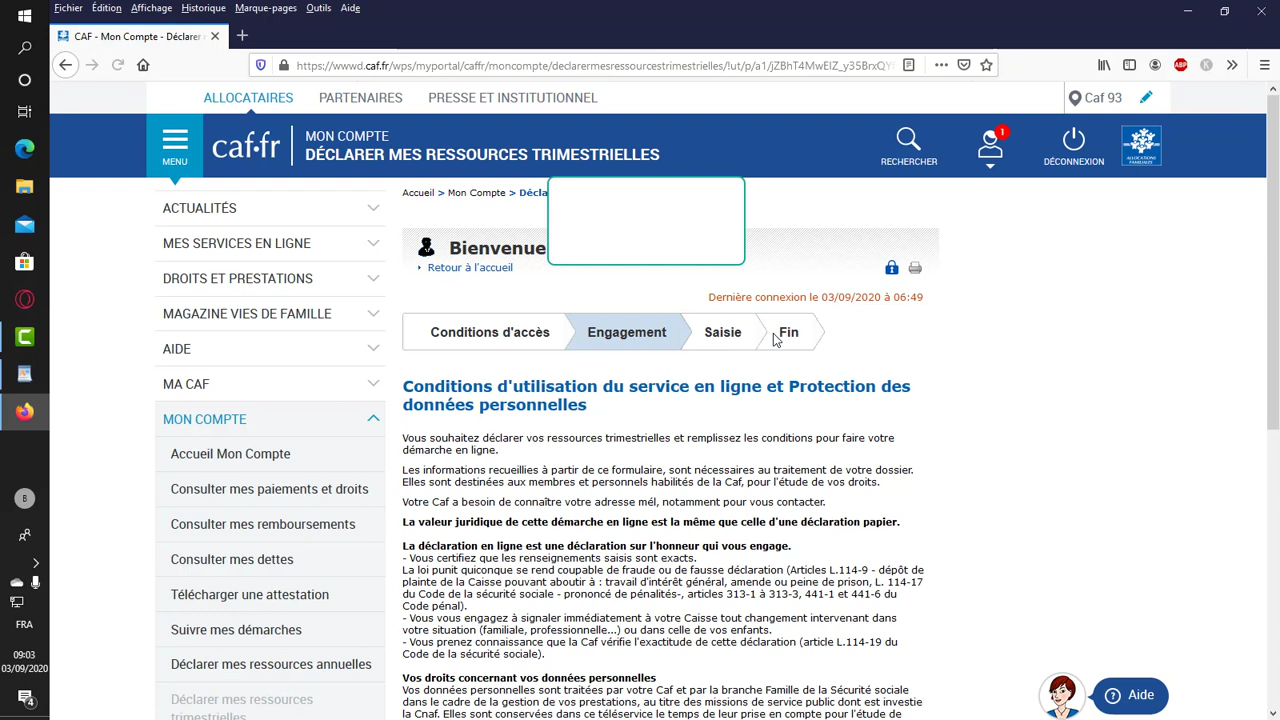 Fichier Édition Affichage Historique Marque-pages Outils Aide
CAF - Mon Compte - Déclarer
https://wwwd.caf.fr/wps/myportal/caffr/moncompte/declarermesressourcestrimestrielles/!ut/p/a1/jZBhT4MwEIZ_y35BrxQY
ABP
K
ALLOCATAIRES PARTENAIRES PRESSE ET INSTITUTIONNEL
Caf 93
MENU
caf.fr
MON COMPTE
DÉCLARER MES RESSOURCES TRIMESTRIELLES
RECHERCHER
1
DÉCONNEXION
ALLOCATIONS FAMILIALES
ACTUALITÉS
MES SERVICES EN LIGNE
DROITS ET PRESTATIONS
MAGAZINE VIES DE FAMILLE
AIDE
MA CAF
MON COMPTE
Accueil Mon Compte
Consulter mes paiements et droits
Consulter mes remboursements
Consulter mes dettes
Télécharger une attestation
Suivre mes démarches
Déclarer mes ressources annuelles
Déclarer mes ressources
trimestrielles
Accueil > Mon Compte > Décla
Bienvenue
Retour à l'accueil
Dernière connexion le 03/09/2020 à 06:49
Conditions d'accès Engagement Saisie Fin
Conditions d'utilisation du service en ligne et Protection des
données personnelles
Vous souhaitez déclarer vos ressources trimestrielles et remplissez les conditions pour faire votre
démarche en ligne.
Les informations recueillies à partir de ce formulaire, sont nécessaires au traitement de votre dossier.
Elles sont destinées aux membres et personnels habilités de la Caf, pour l'étude de vos droits.
Votre Caf a besoin de connaître votre adresse mél, notamment pour vous contacter.
La valeur juridique de cette démarche en ligne est la même que celle d'une déclaration papier.
La déclaration en ligne est une déclaration sur l'honneur qui vous engage.
- Vous certifiez que les renseignements saisis sont exacts.
La loi punit quiconque se rend coupable de fraude ou de fausse déclaration (Articles L.114-9 - dépôt de
plainte de la Caisse pouvant aboutir à : travail d'intérêt général, amende ou peine de prison, L. 114-17
du Code de la sécurité sociale - prononcé de pénalités-, articles 313-1 à 313-3, 441-1 et 441-6 du
Code pénal).
- Vous vous engagez à signaler immédiatement à votre Caisse tout changement intervenant dans
votre situation (familiale, professionnelle...) ou dans celle de vos enfants.
- Vous prenez connaissance que la Caf vérifie l'exactitude de cette déclaration (article L.114-19 du
Code de la sécurité sociale).
Vos droits concernant vos données personnelles
Vos données personnelles sont traitées par votre Caf et par la branche Famille de la Sécurité sociale
dans le cadre de la gestion de vos prestations, au titre des missions de service public dont est investie
la Cnaf. Elles sont conservées dans ce téléservice le temps de leur prise en compte pour l'étude de
Aide
B
FRA
09:03
03/09/2020
4